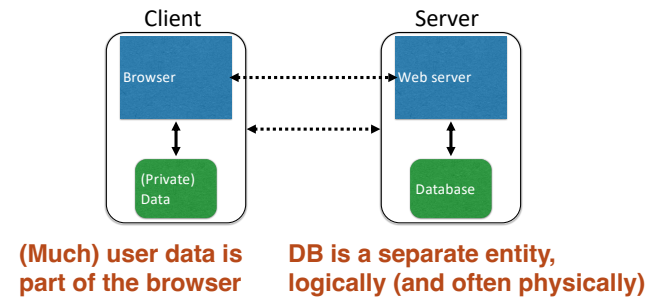 Client
Server
Browser
Web server
(Private)
Data
Database
(Much) user data is
part of the browser
DB is a separate entity,
logically (and often physically)